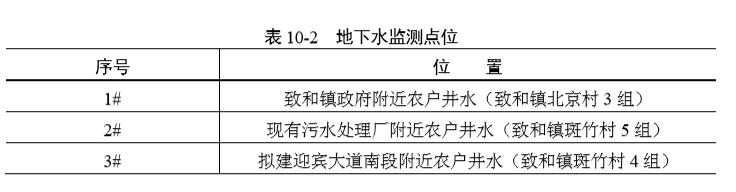 表 10-2 地下水监测点位
序号 位 置
1# 致和镇政府附近农户井水（致和镇北京村 3 组）
2# 现有污水处理厂附近农户井水（致和镇斑竹村 5 组）
3# 拟建迎宾大道南段附近农户井水（致和镇斑竹村 4 组）